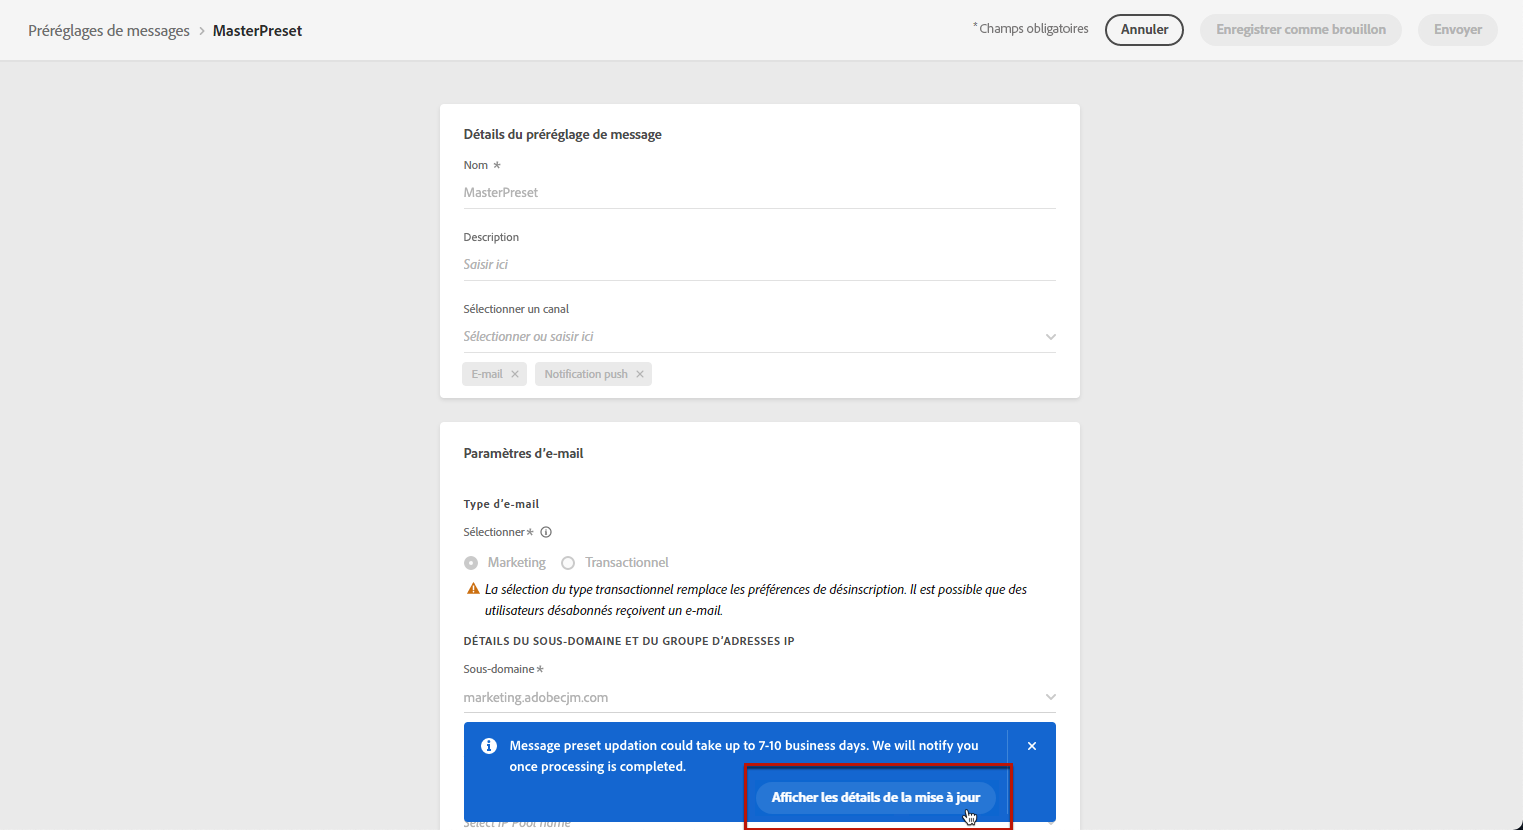 Préréglages de messages > MasterPreset
* Champs obligatoires
Annuler
Enregistrer comme brouillon
Envoyer
Détails du préréglage de message
Nom *
MasterPreset
Description
Saisir ici
Sélectionner un canal
Sélectionner ou saisir ici
E-mail ×
Notification push ×
Paramètres d'e-mail
Type d'e-mail
Sélectionner *
Marketing
Transactionnel
La sélection du type transactionnel remplace les préférences de désinscription. Il est possible que des
utilisateurs désabonnés reçoivent un e-mail.
DÉTAILS DU SOUS-DOMAINE ET DU GROUPE D'ADRESSES IP
Sous-domaine *
marketing.adobecjm.com
Message preset updation could take up to 7-10 business days. We will notify you
once processing is completed.
Afficher les détails de la mise à jour
Select IP Pool name